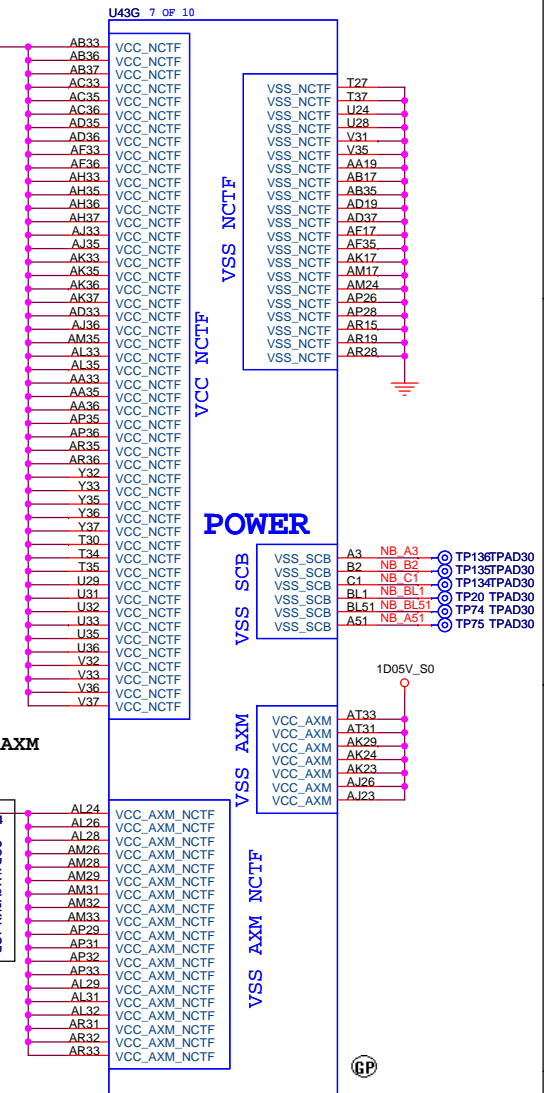 U43G 7 OF 10
AB33 VCC_NCTF
AB36 VCC_NCTF
AB37 VCC_NCTF
AC33 VCC_NCTF
AC35 VCC_NCTF
AC36 VCC_NCTF
AD35 VCC_NCTF
AD36 VCC_NCTF
AF33 VCC_NCTF
AF36 VCC_NCTF
AH33 VCC_NCTF
AH35 VCC_NCTF
AH36 VCC_NCTF
AH37 VCC_NCTF
AJ33 VCC_NCTF
AJ35 VCC_NCTF
AK33 VCC_NCTF
AK35 VCC_NCTF
AK36 VCC_NCTF
AK37 VCC_NCTF
AD33 VCC_NCTF
AJ36 VCC_NCTF
AM35 VCC_NCTF
AL33 VCC_NCTF
AL35 VCC_NCTF
AA33 VCC_NCTF
AA35 VCC_NCTF
AA36 VCC_NCTF
AP35 VCC_NCTF
AP36 VCC_NCTF
AR35 VCC_NCTF
AR36 VCC_NCTF
Y32 VCC_NCTF
Y33 VCC_NCTF
Y35 VCC_NCTF
Y36 VCC_NCTF
Y37 VCC_NCTF
T30 VCC_NCTF
T34 VCC_NCTF
T35 VCC_NCTF
U29 VCC_NCTF
U31 VCC_NCTF
U32 VCC_NCTF
U33 VCC_NCTF
U35 VCC_NCTF
U36 VCC_NCTF
V32 VCC_NCTF
V33 VCC_NCTF
V36 VCC_NCTF
V37 VCC_NCTF
VCC NCTF
VSS NCTF
VSS_NCTF T27
VSS_NCTF T37
VSS_NCTF U24
VSS_NCTF U28
VSS_NCTF V31
VSS_NCTF V35
VSS_NCTF AA19
VSS_NCTF AB17
VSS_NCTF AB35
VSS_NCTF AD19
VSS_NCTF AD37
VSS_NCTF AF17
VSS_NCTF AF35
VSS_NCTF AK17
VSS_NCTF AM17
VSS_NCTF AM24
VSS_NCTF AP26
VSS_NCTF AP28
VSS_NCTF AR15
VSS_NCTF AR19
VSS_NCTF AR28
POWER
VSS SCB
VSS_SCB A3 NB_A3 TP136TPAD30
VSS_SCB B2 NB_B2 TP135TPAD30
VSS_SCB C1 NB_C1 TP134TPAD30
VSS_SCB BL1 NB_BL1 TP20 TPAD30
VSS_SCB BL51 NB_BL51 TP74 TPAD30
VSS_SCB A51 NB_A51 TP75 TPAD30
1D05V_S0
VSS AXM
VCC_AXM AT33
VCC_AXM AT31
VCC_AXM AK29
VCC_AXM AK24
VCC_AXM AK23
VCC_AXM AJ26
VCC_AXM AJ23
AXM
AL24 VCC_AXM_NCTF
AL26 VCC_AXM_NCTF
AL28 VCC_AXM_NCTF
AM26 VCC_AXM_NCTF
AM28 VCC_AXM_NCTF
AM29 VCC_AXM_NCTF
AM31 VCC_AXM_NCTF
AM32 VCC_AXM_NCTF
AM33 VCC_AXM_NCTF
AP29 VCC_AXM_NCTF
AP31 VCC_AXM_NCTF
AP32 VCC_AXM_NCTF
AP33 VCC_AXM_NCTF
AL29 VCC_AXM_NCTF
AL31 VCC_AXM_NCTF
AL32 VCC_AXM_NCTF
AR31 VCC_AXM_NCTF
AR32 VCC_AXM_NCTF
AR33 VCC_AXM_NCTF
VSS AXM NCTF
GP